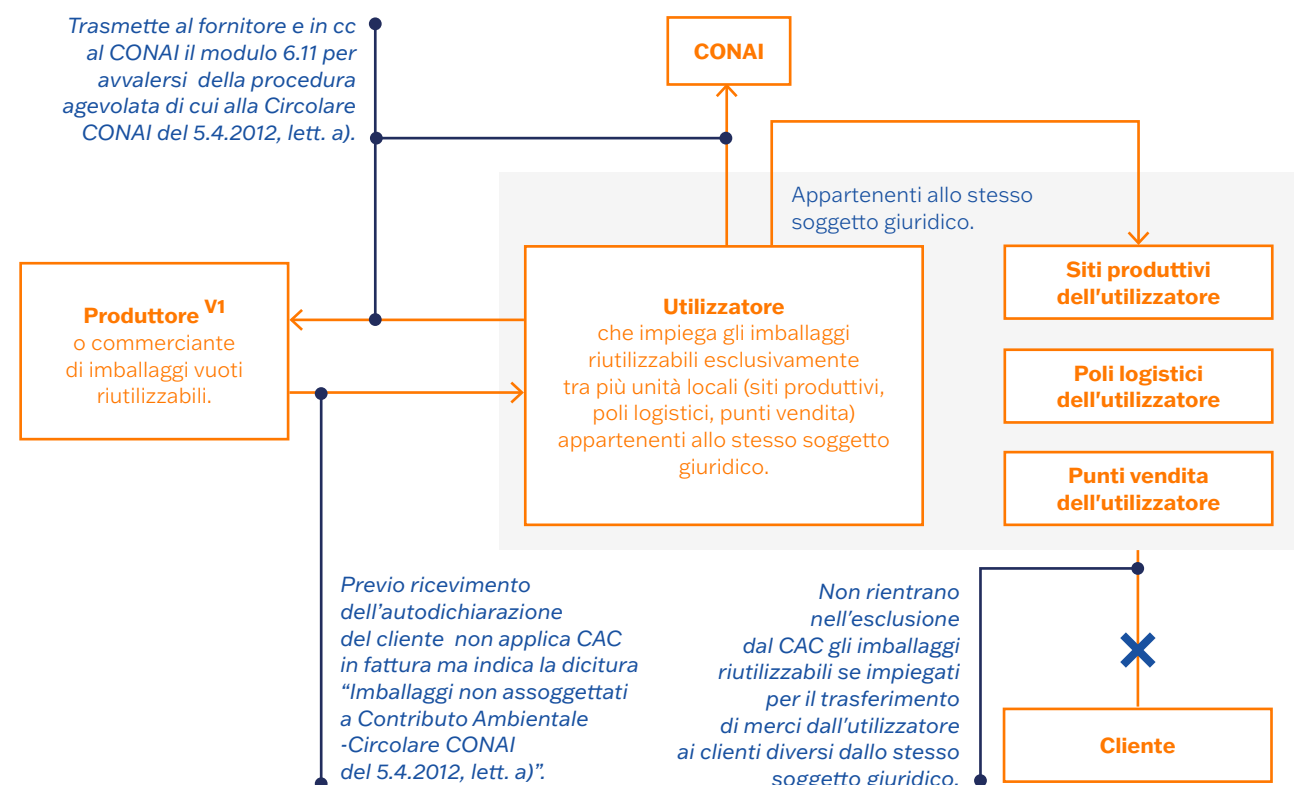 Trasmette al fornitore e in cc
al CONAI il modulo 6.11 per
avvalersi della procedura
agevolata di cui alla Circolare
CONAI del 5.4.2012, lett. a).
CONAI
Appartenenti allo stesso
soggetto giuridico.
Produttore V1
o commerciante
di imballaggi vuoti
riutilizzabili.
Utilizzatore
che impiega gli imballaggi
riutilizzabili esclusivamente
tra più unità locali (siti produttivi,
poli logistici, punti vendita)
appartenenti allo stesso soggetto
giuridico.
Siti produttivi
dell'utilizzatore
Poli logistici
dell'utilizzatore
Punti vendita
dell'utilizzatore
Previo ricevimento
dell’autodichiarazione
del cliente non applica CAC
in fattura ma indica la dicitura
“Imballaggi non assoggettati
a Contributo Ambientale
-Circolare CONAI
del 5.4.2012, lett. a)”.
Non rientrano
nell'esclusione
dal CAC gli imballaggi
riutilizzabili se impiegati
per il trasferimento
di merci dall'utilizzatore
ai clienti diversi dallo stesso
soggetto giuridico.
Cliente